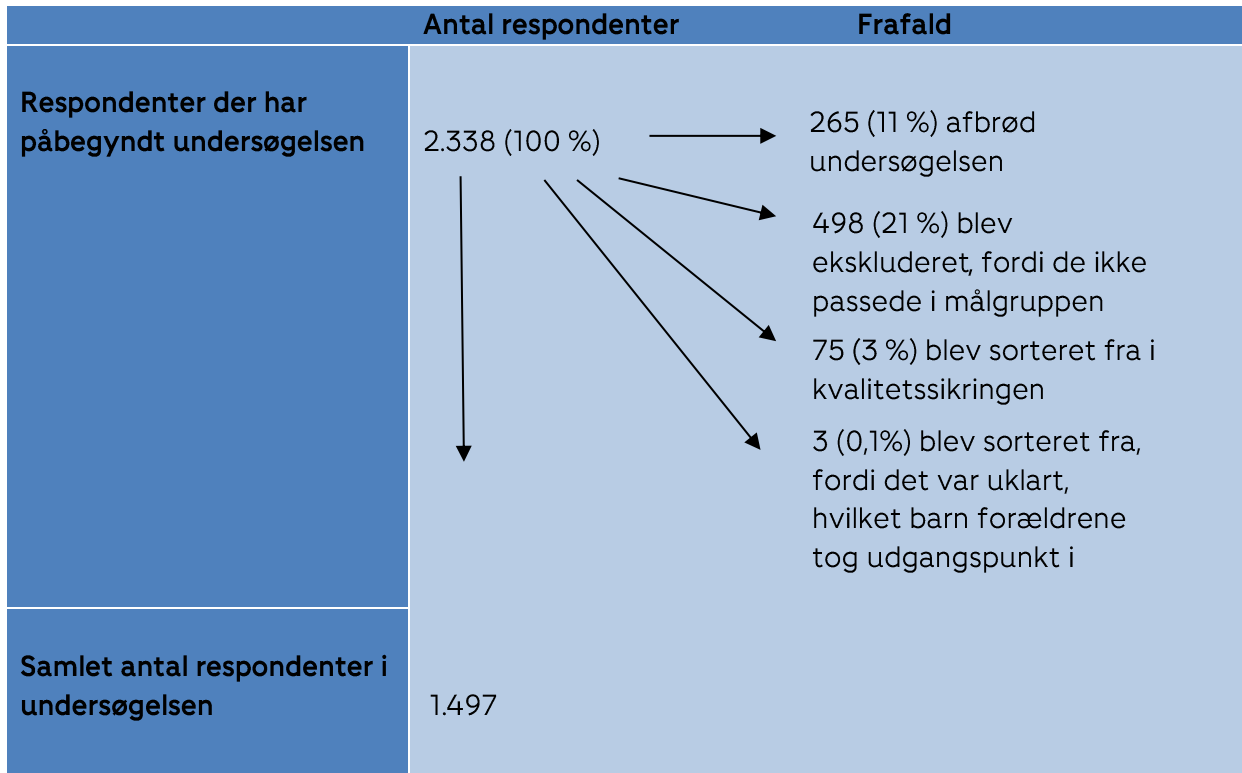 Antal respondenter
Frafald
Respondenter der har
påbegyndt undersøgelsen
2.338 (100 %)
265 (11 %) afbrød
undersøgelsen
498 (21 %) blev
ekskluderet, fordi de ikke
passede i målgruppen
75 (3 %) blev sorteret fra i
kvalitetssikringen
3 (0,1%) blev sorteret fra,
fordi det var uklart,
hvilket barn forældrene
tog udgangspunkt i
Samlet antal respondenter i
undersøgelsen
1.497